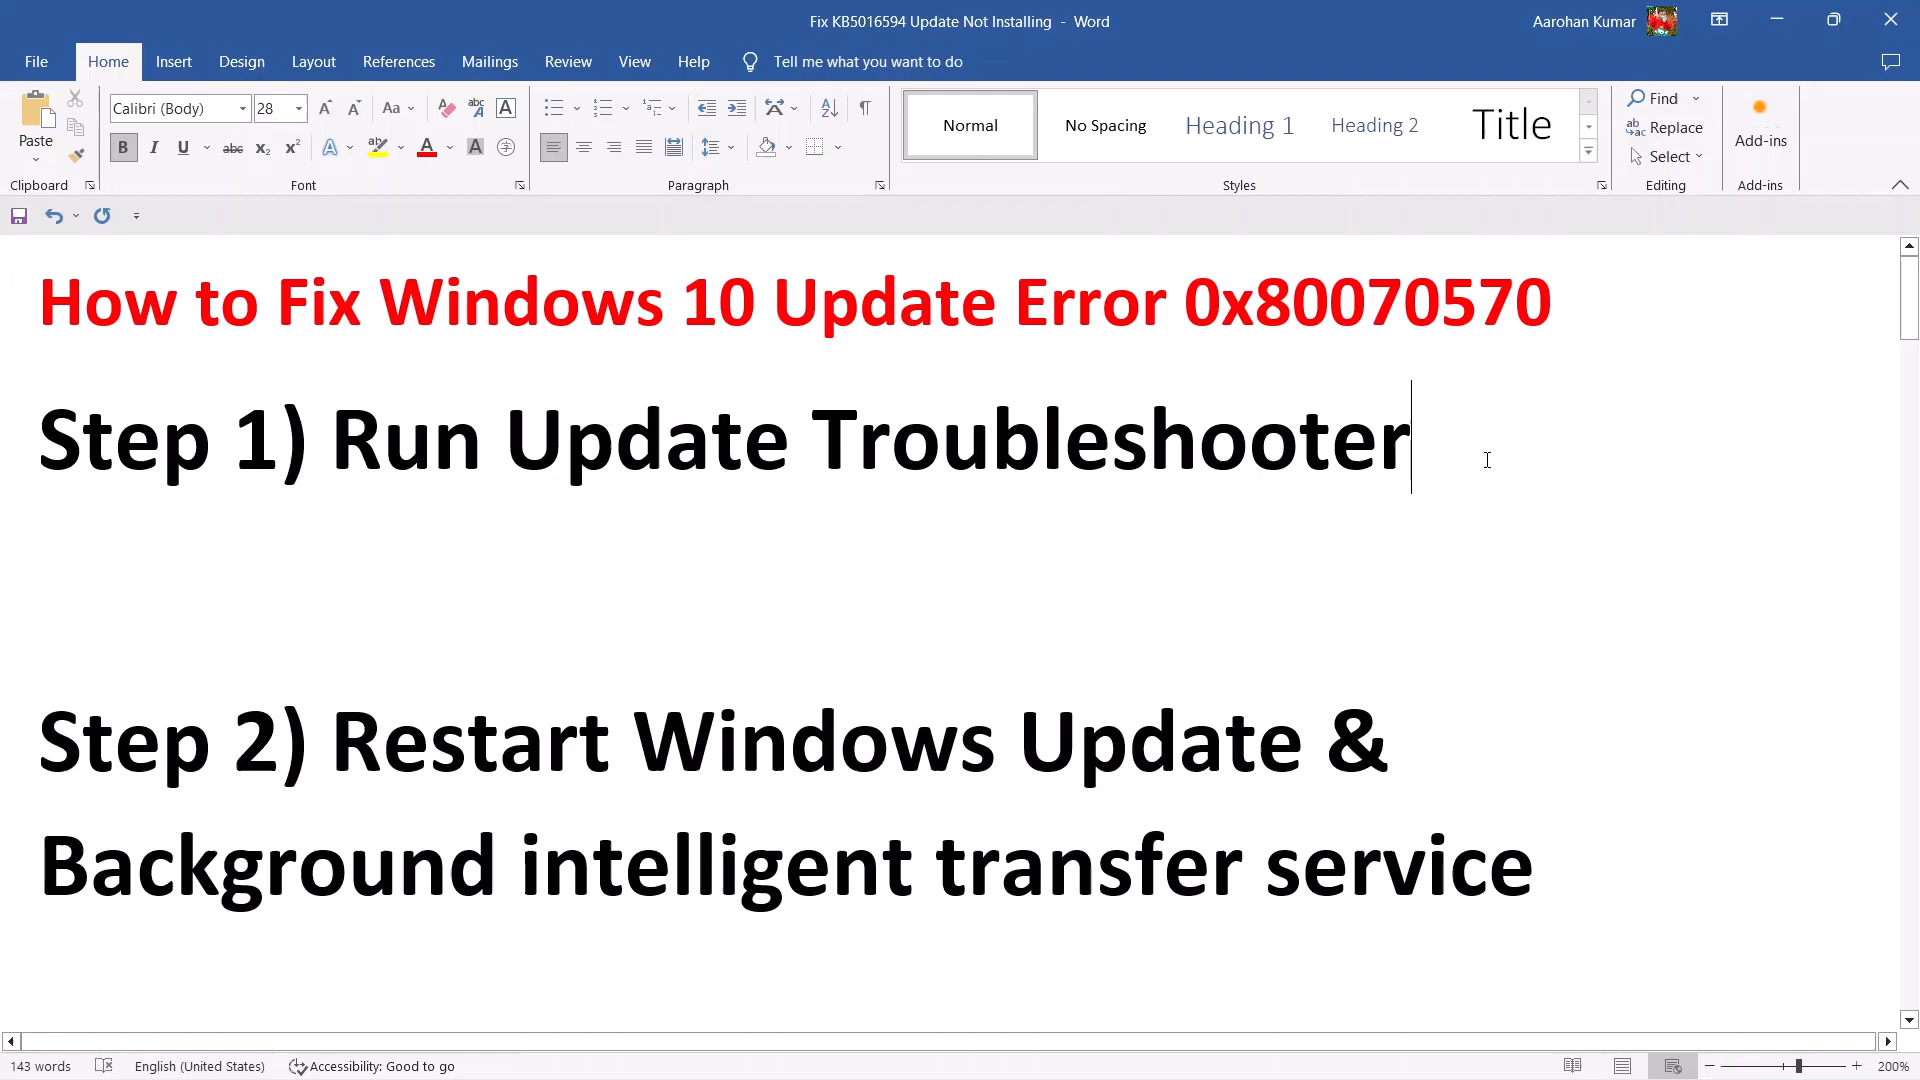 Fix KB5016594 Update Not Installing - Word
Aarohan Kumar
File Home Insert Design Layout References Mailings Review View Help Tell me what you want to do
Paste
Calibri (Body) 28
Aa
Normal
No Spacing
Heading 1
Heading 2
Title
Find
Replace
Select
Add-ins
Clipboard Font Paragraph Styles Editing Add-ins
How to Fix Windows 10 Update Error 0x80070570
Step 1) Run Update Troubleshooter
Step 2) Restart Windows Update &
Background intelligent transfer service
143 words English (United States) Accessibility: Good to go 200%